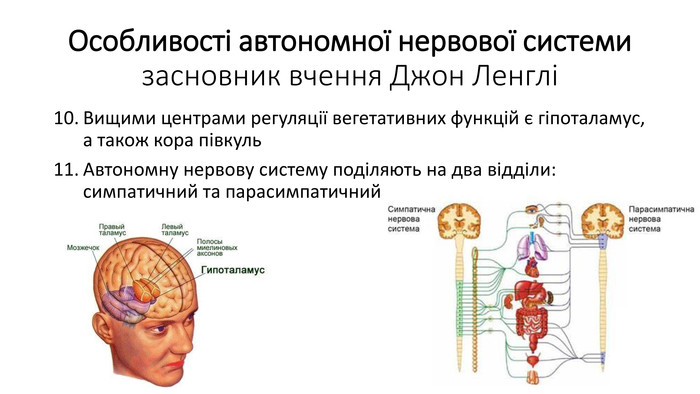 Особливості автономної нервової системи
засновник вчення Джон Ленглі
10. Вищими центрами регуляції вегетативних функцій є гіпоталамус,
а також кора півкуль
11. Автономну нервову систему поділяють на два відділи:
симпатичний та парасимпатичний
Симпатична
нервова
система
Парасимпатична
нервова
система
Правый
таламус
Левый
таламус
Мозжечок
Полосы
миелиновых
аксонов
Гипоталамус